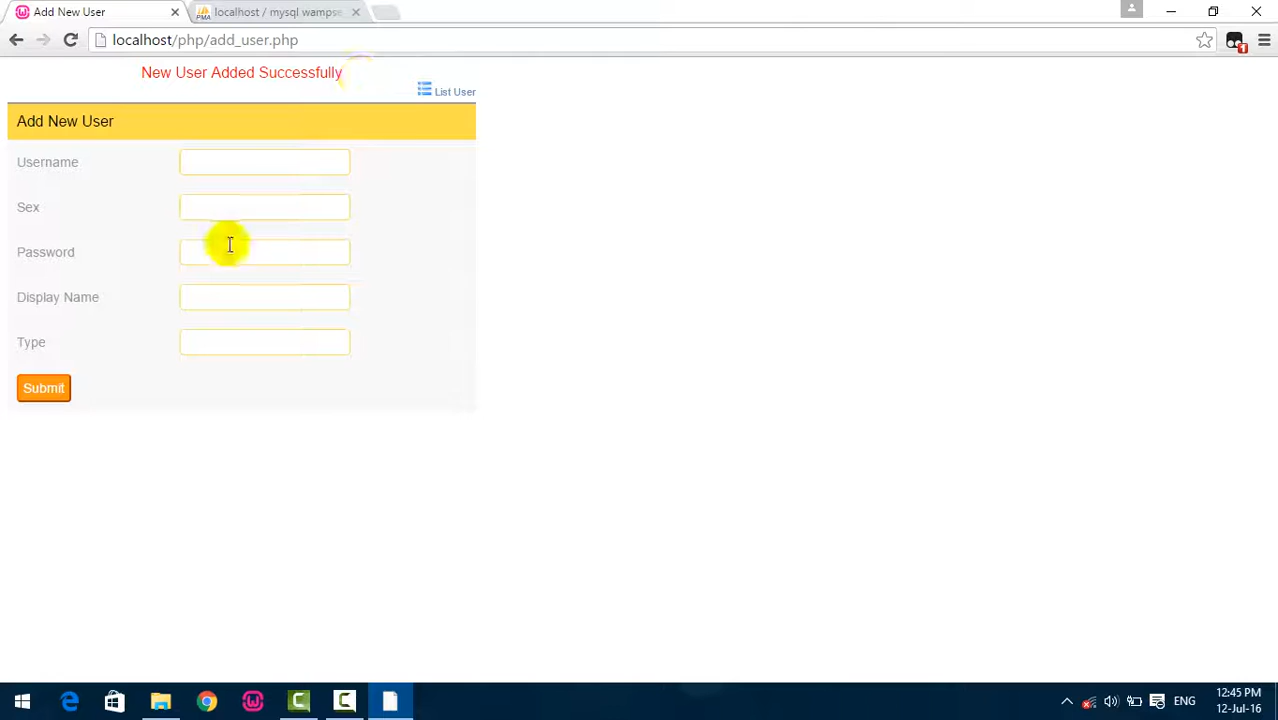 Add New User
localhost / mysql wampse
localhost/php/add_user.php
New User Added Successfully
List User
Add New User
Username
Sex
Password
Display Name
Type
Submit
ENG
12:45 PM
12-Jul-16